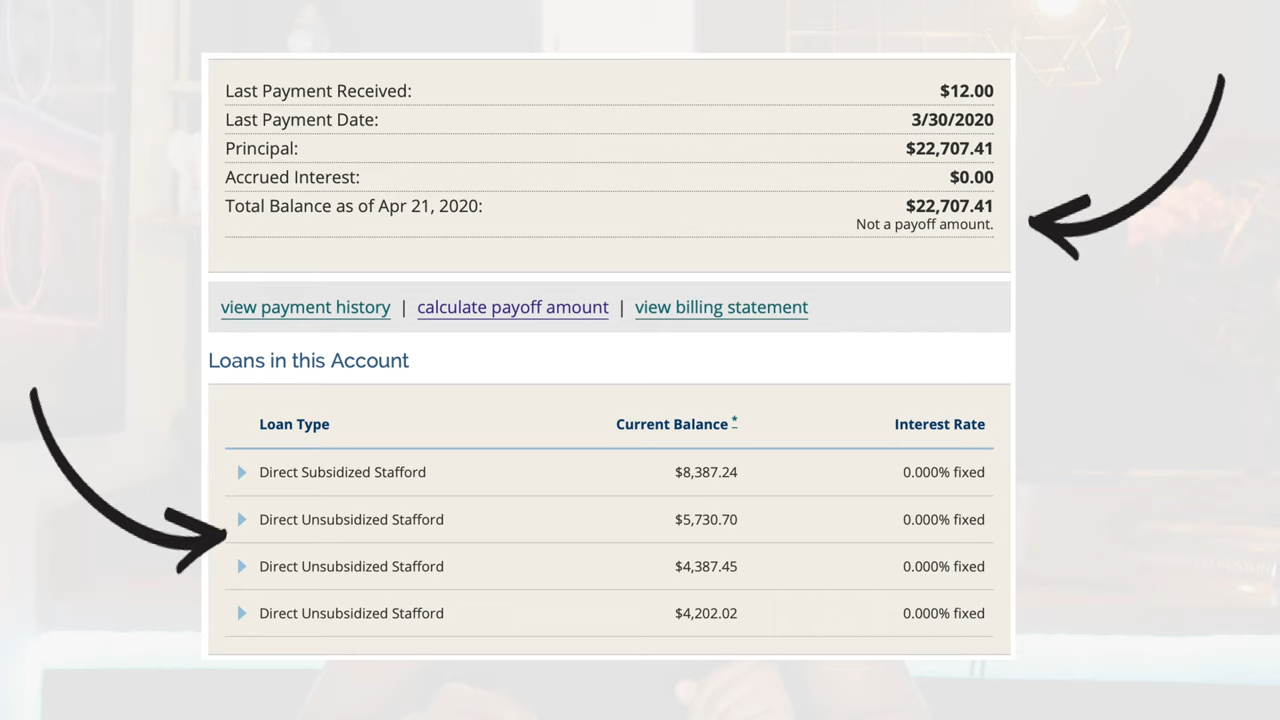 Last Payment Received: $12.00
Last Payment Date: 3/30/2020
Principal: $22,707.41
Accrued Interest: $0.00
Total Balance as of Apr 21, 2020: $22,707.41
Not a payoff amount.
view payment history | calculate payoff amount | view billing statement
Loans in this Account
Loan Type Current Balance * Interest Rate
Direct Subsidized Stafford $8,387.24 0.000% fixed
Direct Unsubsidized Stafford $5,730.70 0.000% fixed
Direct Unsubsidized Stafford $4,387.45 0.000% fixed
Direct Unsubsidized Stafford $4,202.02 0.000% fixed